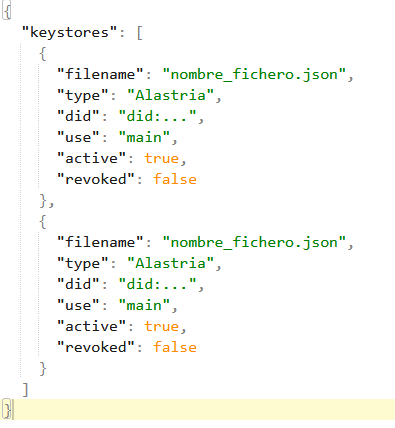 {
  "keystores": [
    {
      "filename": "nombre_fichero.json",
      "type": "Alastria",
      "did": "did:...",
      "use": "main",
      "active": true,
      "revoked": false
    },
    {
      "filename": "nombre_fichero.json",
      "type": "Alastria",
      "did": "did:...",
      "use": "main",
      "active": true,
      "revoked": false
    }
  ]
}